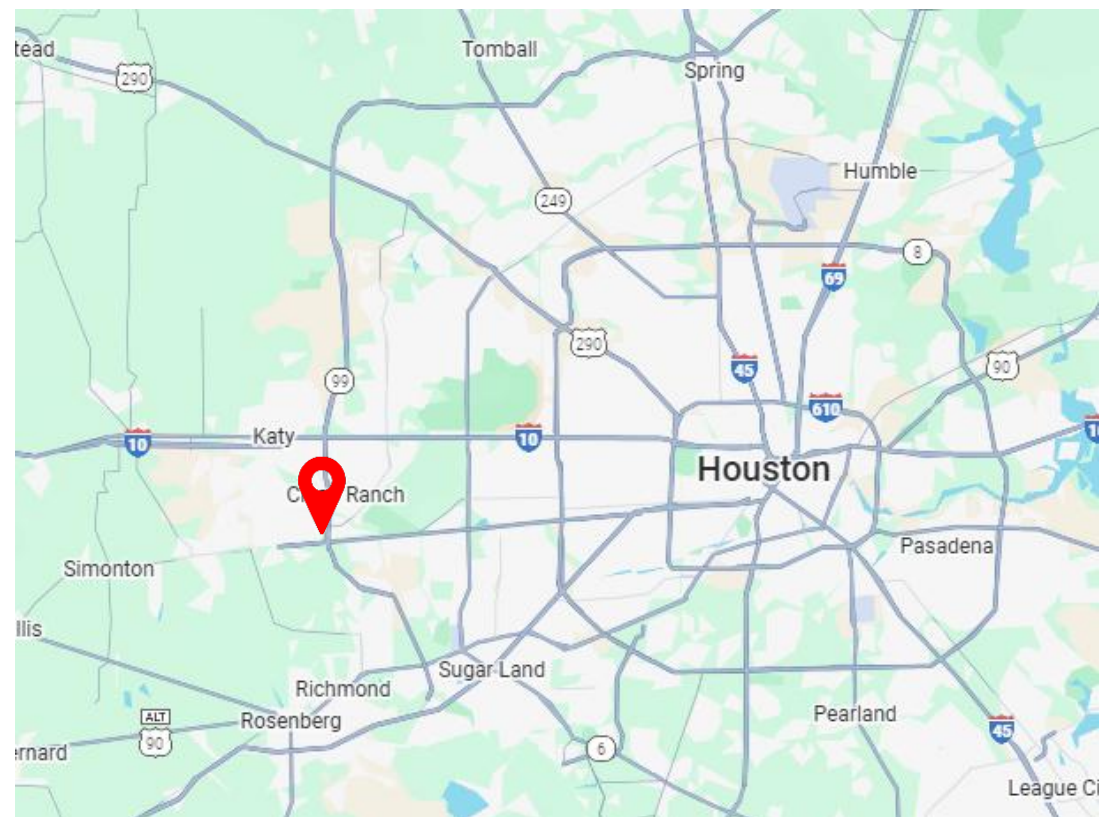 tead
Tomball
290
Spring
Humble
249
8
69
290
45
90
99
610
Katy
10
10
10
Houston
Ranch
Pasadena
Simonton
llis
Sugar Land
Richmond
Rosenberg
Pearland
ALT
90
ernard
6
45
League Ci